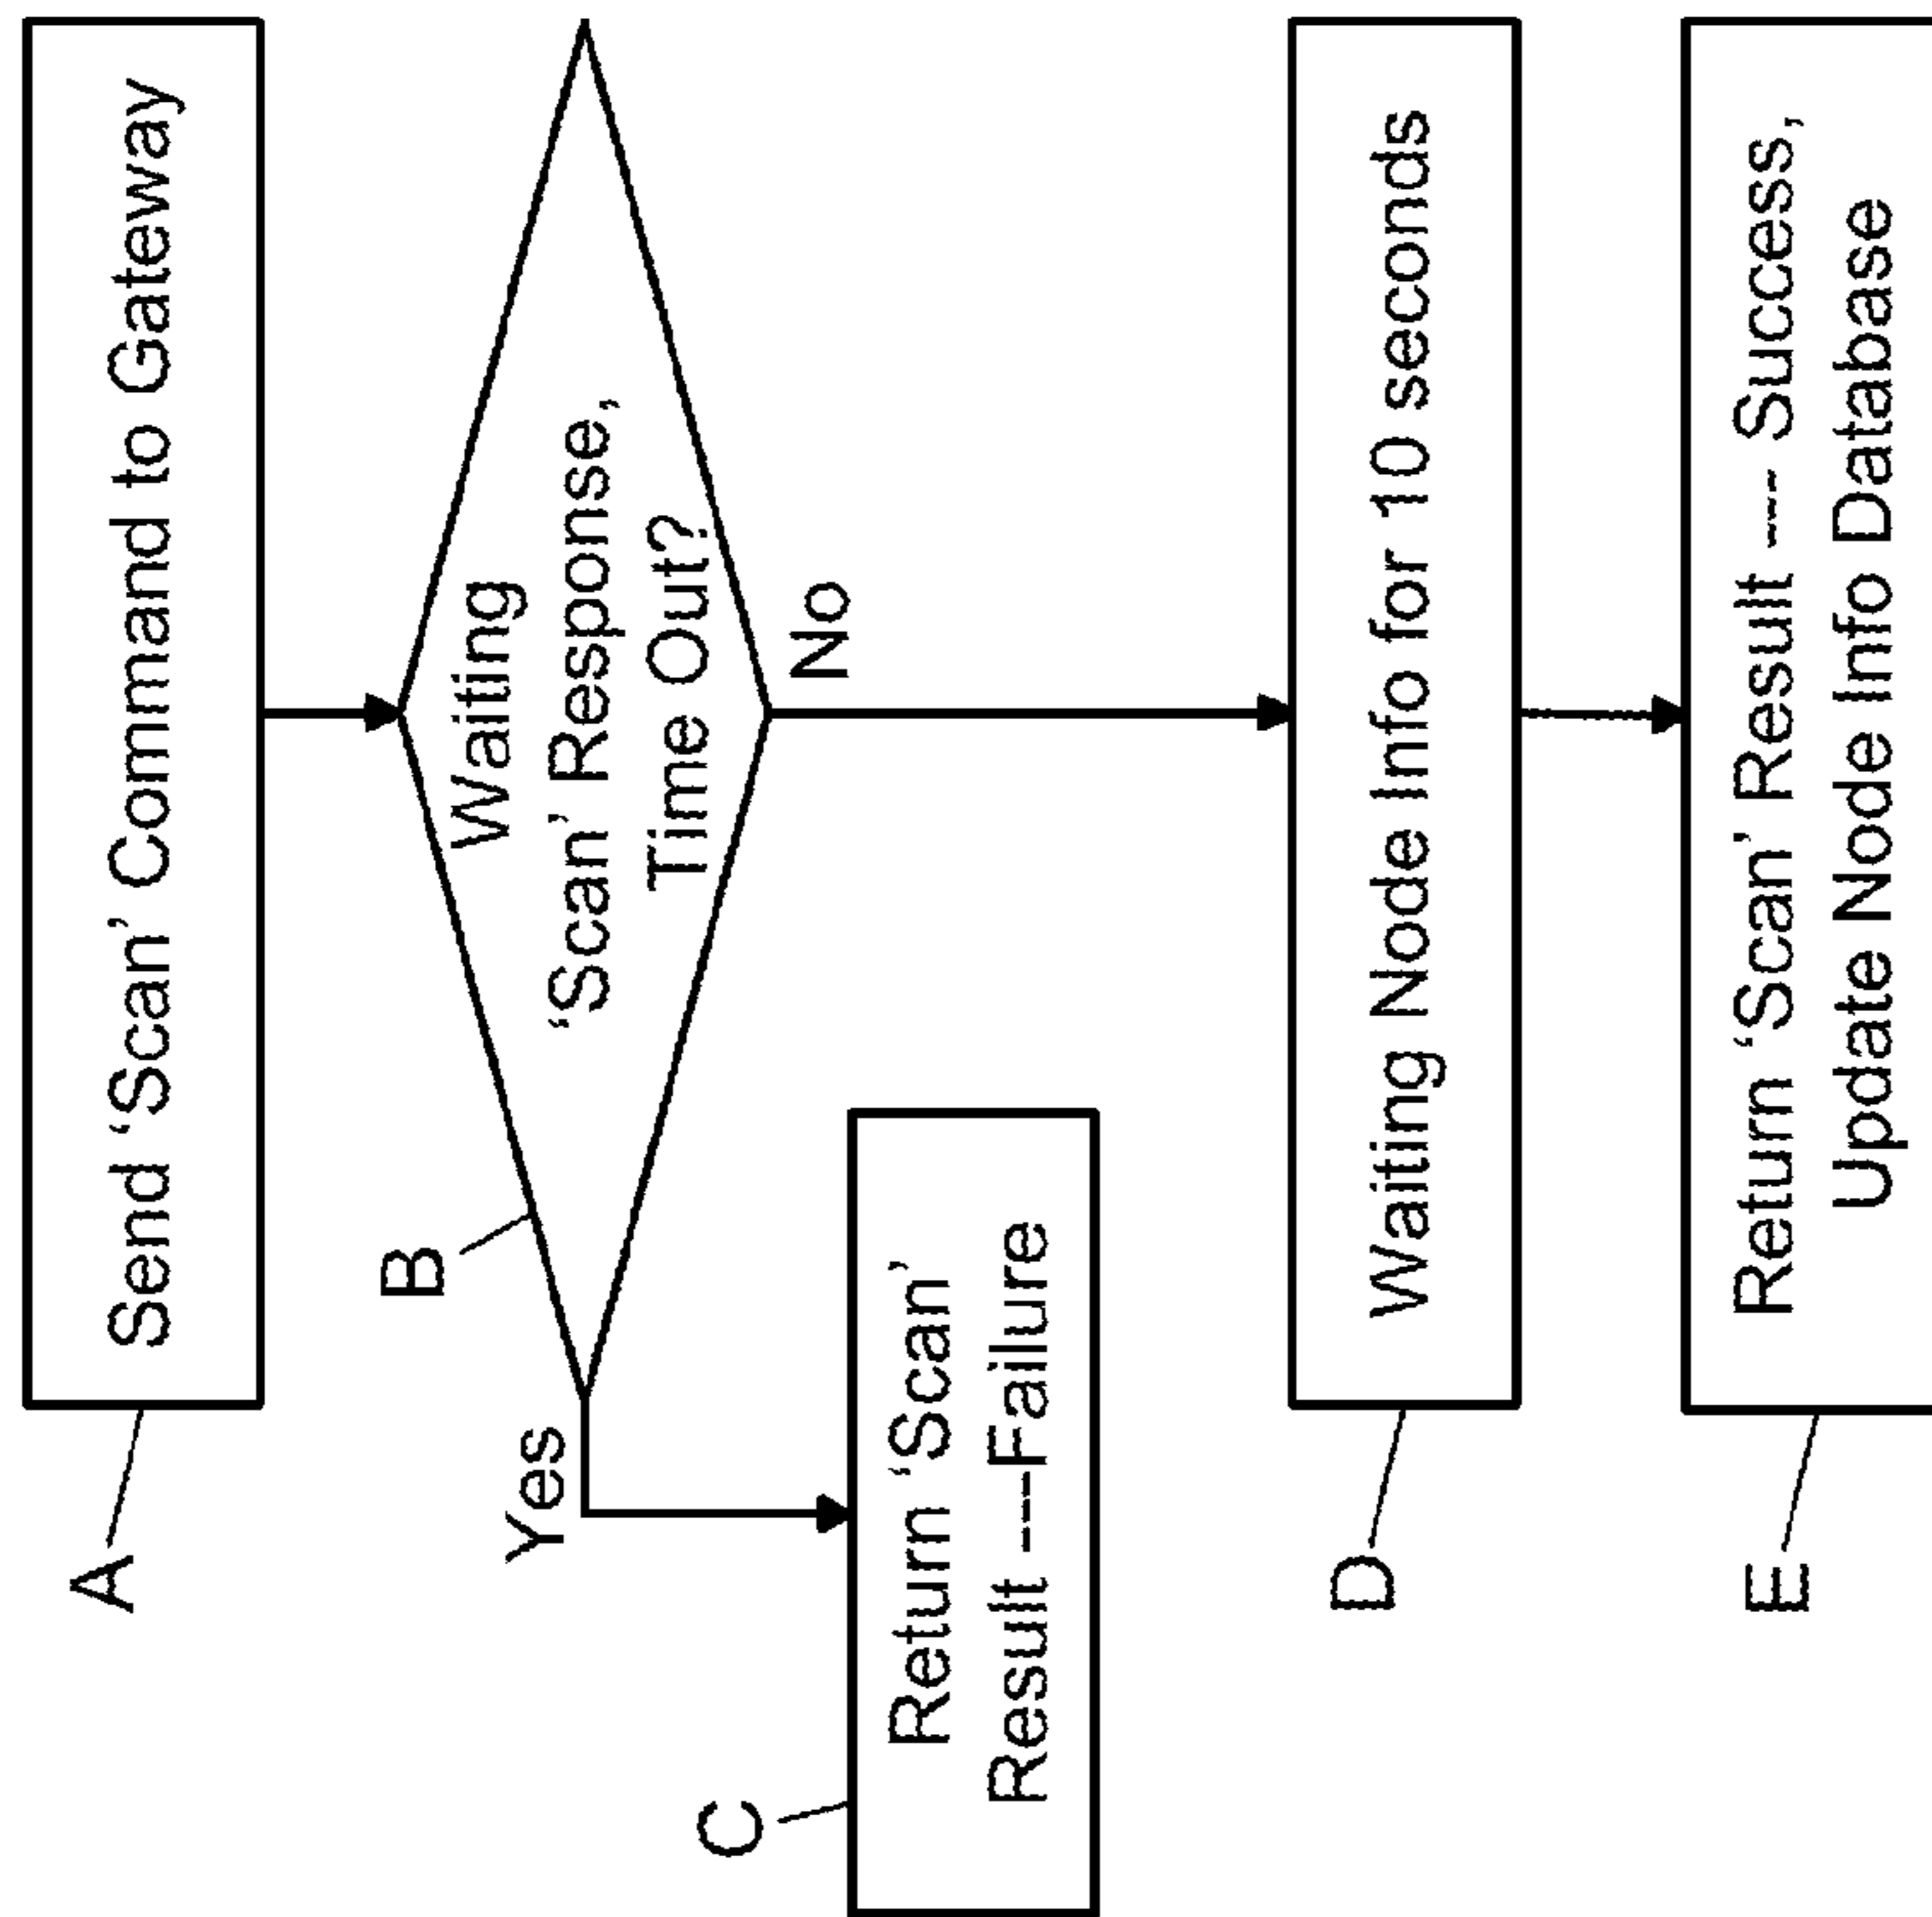 A
Send ‘Scan’ Command to Gateway
B
Waiting
‘Scan’ Response,
Time Out?
Yes
No
C
Return ‘Scan’
Result ---Failure
D
Waiting Node Info for 10 seconds
E
Return ‘Scan’ Result --- Success,
Update Node Info Database